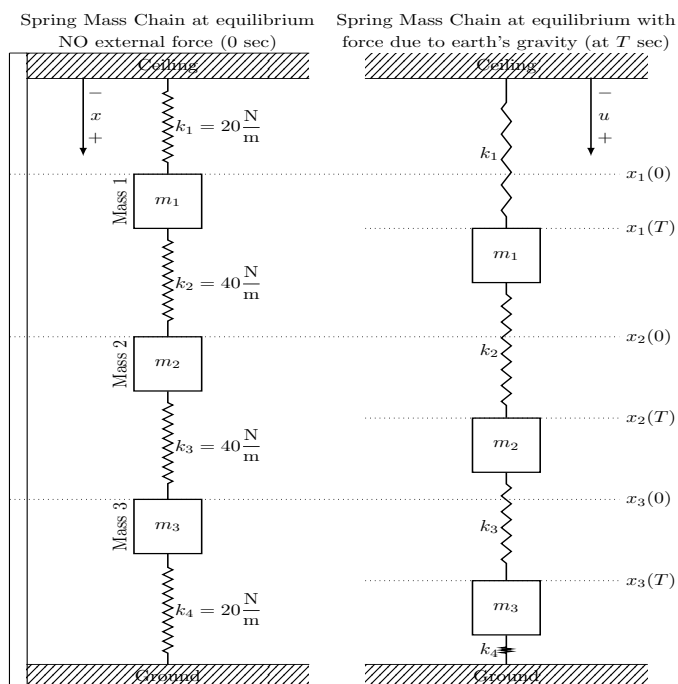 Spring Mass Chain at equilibrium
NO external force (0 sec)
Ceiling
−
x
+
k₁ = 20 N/m
Mass 1
m₁
k₂ = 40 N/m
Mass 2
m₂
k₃ = 40 N/m
Mass 3
m₃
k₄ = 20 N/m
Ground
Spring Mass Chain at equilibrium with
force due to earth's gravity (at T sec)
Ceiling
−
u
+
k₁
x₁(0)
x₁(T)
m₁
x₂(0)
k₂
x₂(T)
m₂
x₃(0)
k₃
x₃(T)
m₃
k₄
Ground